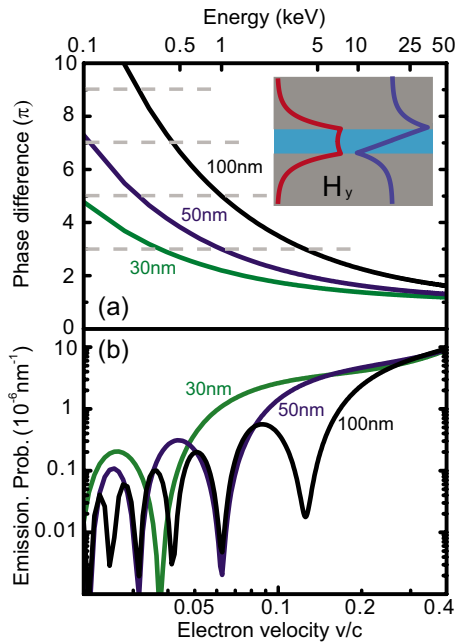 Energy (keV)
0.1 0.5 1 5 10 25 50
Phase difference (π)
10
8
6
4
2
0
100nm
50nm
30nm
H y
(a)
(b)
Emission. Prob. (10⁻⁶nm⁻¹)
10
1
0.1
0.01
30nm
50nm
100nm
0.05 0.1 0.2 0.4
Electron velocity v/c